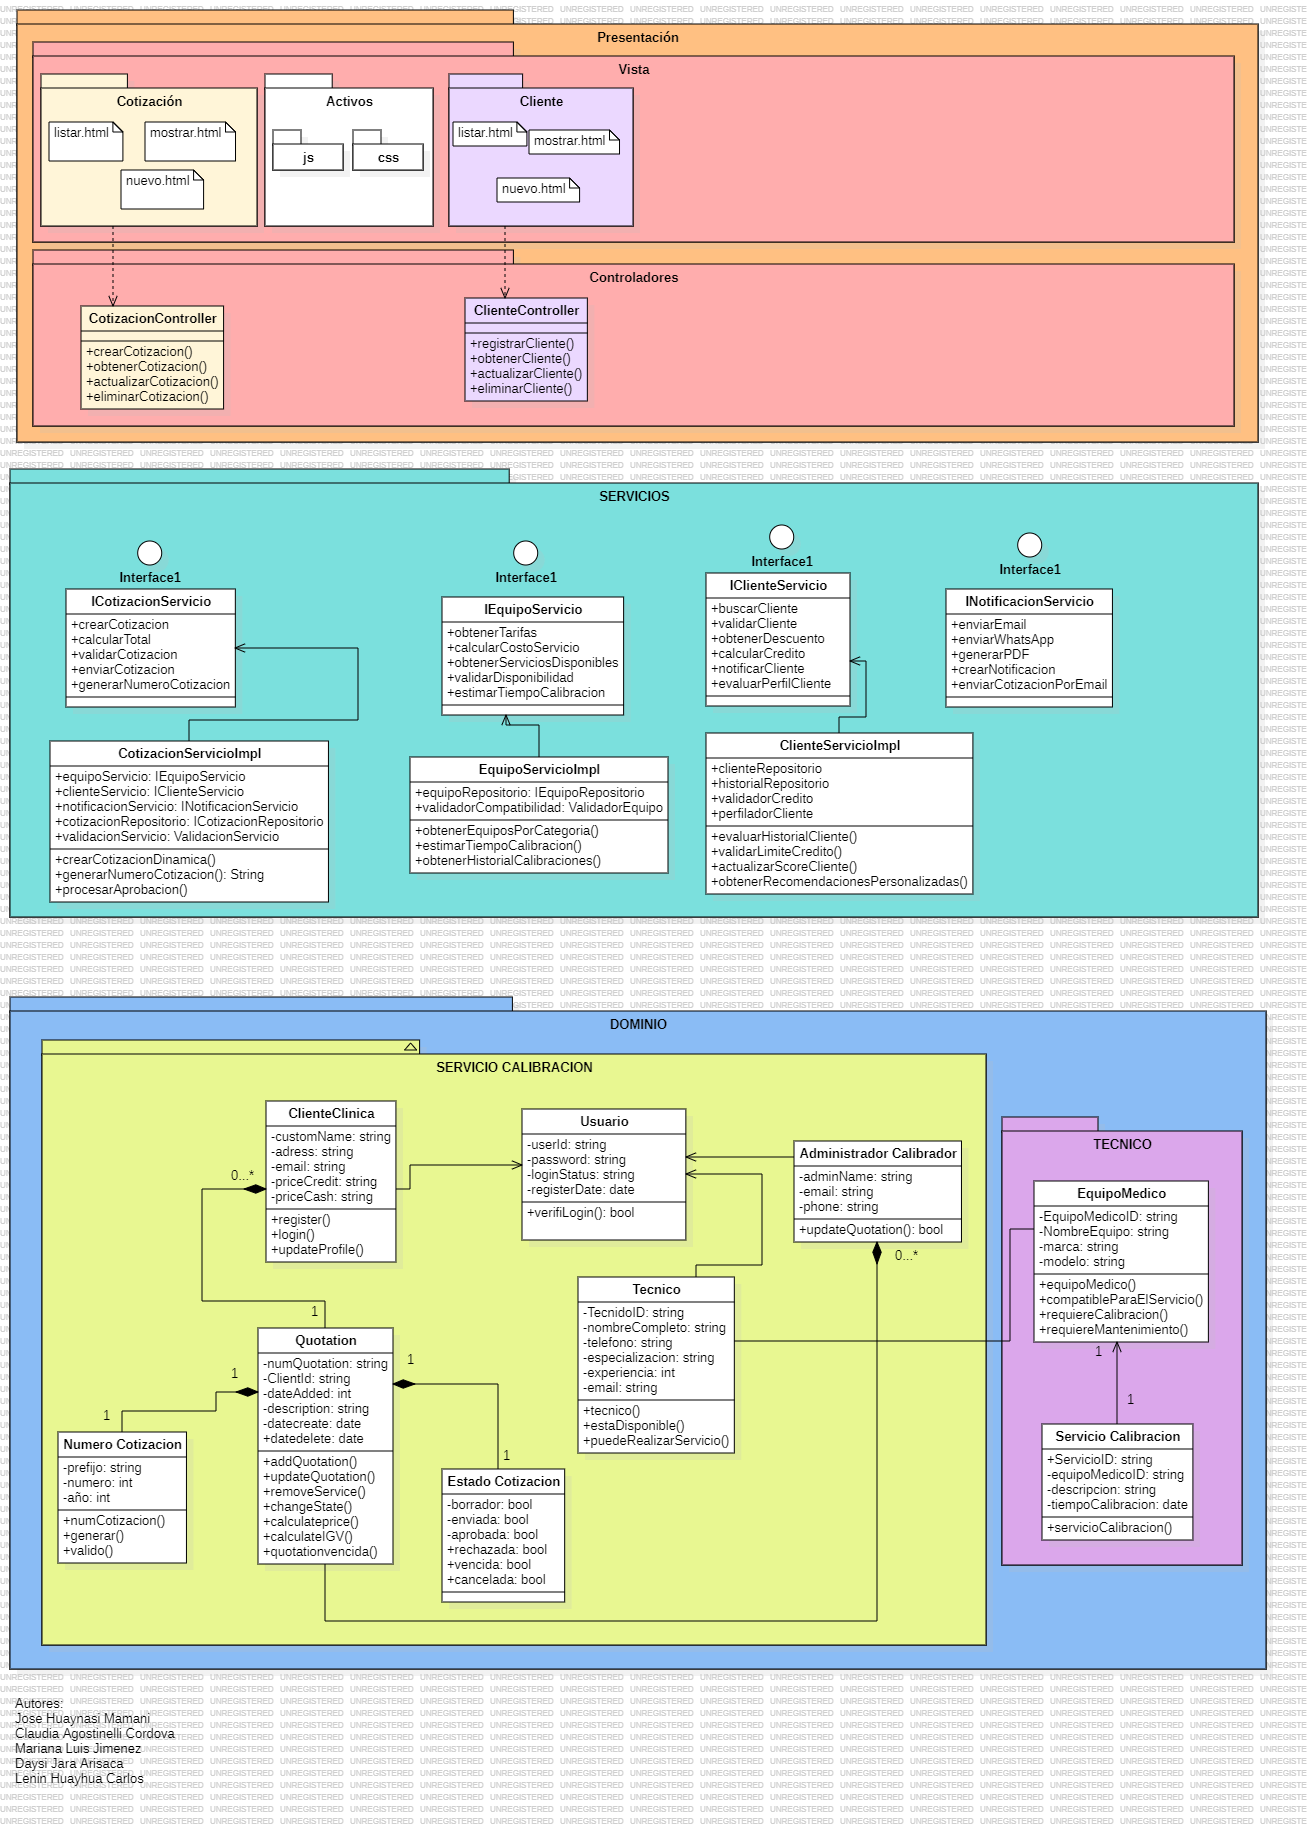 Presentación
Vista
Cotización
listar.html
mostrar.html
nuevo.html
Activos
js
css
Cliente
listar.html
mostrar.html
nuevo.html
Controladores
CotizacionController
+crearCotizacion()
+obtenerCotizacion()
+actualizarCotizacion()
+eliminarCotizacion()
ClienteController
+registrarCliente()
+obtenerCliente()
+actualizarCliente()
+eliminarCliente()
SERVICIOS
Interface1
ICotizacionServicio
+crearCotizacion
+calcularTotal
+validarCotizacion
+enviarCotizacion
+generarNumeroCotizacion
Interface1
IEquipoServicio
+obtenerTarifas
+calcularCostoServicio
+obtenerServiciosDisponibles
+validarDisponibilidad
+estimarTiempoCalibracion
Interface1
IClienteServicio
+buscarCliente
+validarCliente
+obtenerDescuento
+calcularCredito
+notificarCliente
+evaluarPerfilCliente
Interface1
INotificacionServicio
+enviarEmail
+enviarWhatsApp
+generarPDF
+crearNotificacion
+enviarCotizacionPorEmail
CotizacionServicioImpl
+equipoServicio: IEquipoServicio
+clienteServicio: IClienteServicio
+notificacionServicio: INotificacionServicio
+cotizacionRepositorio: ICotizacionRepositorio
+validacionServicio: ValidacionServicio
+crearCotizacionDinamica()
+generarNumeroCotizacion(): String
+procesarAprobacion()
EquipoServicioImpl
+equipoRepositorio: IEquipoRepositorio
+validadorCompatibilidad: ValidadorEquipo
+obtenerEquiposPorCategoria()
+estimarTiempoCalibracion()
+obtenerHistorialCalibraciones()
ClienteServicioImpl
+clienteRepositorio
+historialRepositorio
+validadorCredito
+perfiladorCliente
+evaluarHistorialCliente()
+validarLimiteCredito()
+actualizarScoreCliente()
+obtenerRecomendacionesPersonalizadas()
DOMINIO
SERVICIO CALIBRACION
ClienteClinica
-customName: string
-adress: string
-email: string
-priceCredit: string
-priceCash: string
+register()
+login()
+updateProfile()
0...*
1
Usuario
-userId: string
-password: string
-loginStatus: string
-registerDate: date
+verifiLogin(): bool
Administrador Calibrador
-adminName: string
-email: string
-phone: string
+updateQuotation(): bool
0...*
Tecnico
-TecnidoID: string
-nombreCompleto: string
-telefono: string
-especializacion: string
-experiencia: int
-email: string
+tecnico()
+estaDisponible()
+puedeRealizarServicio()
Quotation
-numQuotation: string
-ClientId: string
-dateAdded: int
-description: string
-datecreate: date
+datedelete: date
+addQuotation()
+updateQuotation()
+removeService()
+changeState()
+calculateprice()
+calculateIGV()
+quotationvencida()
1
1
1
1
Numero Cotizacion
-prefijo: string
-numero: int
-año: int
+numCotizacion()
+generar()
+valido()
Estado Cotizacion
-borrador: bool
-enviada: bool
-aprobada: bool
+rechazada: bool
+vencida: bool
+cancelada: bool
TECNICO
EquipoMedico
-EquipoMedicoID: string
-NombreEquipo: string
-marca: string
-modelo: string
+equipoMedico()
+compatibleParaElServicio()
+requiereCalibracion()
+requiereMantenimiento()
1
1
Servicio Calibracion
+ServicioID: string
-equipoMedicoID: string
-descripcion: string
-tiempoCalibracion: date
+servicioCalibracion()
Autores:
Jose Huaynasi Mamani
Claudia Agostinelli Cordova
Mariana Luis Jimenez
Daysi Jara Arisaca
Lenin Huayhua Carlos
UNREGISTERED